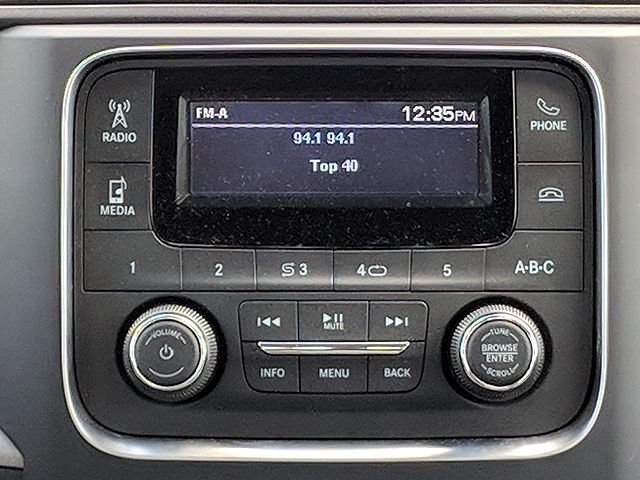 FM-A 12:35PM
94.1 94.1
Top 40
RADIO
PHONE
MEDIA
1 2 3 4 5 A·B·C
VOLUME
MUTE
INFO MENU BACK
TUNE
BROWSE
ENTER
SCROLL